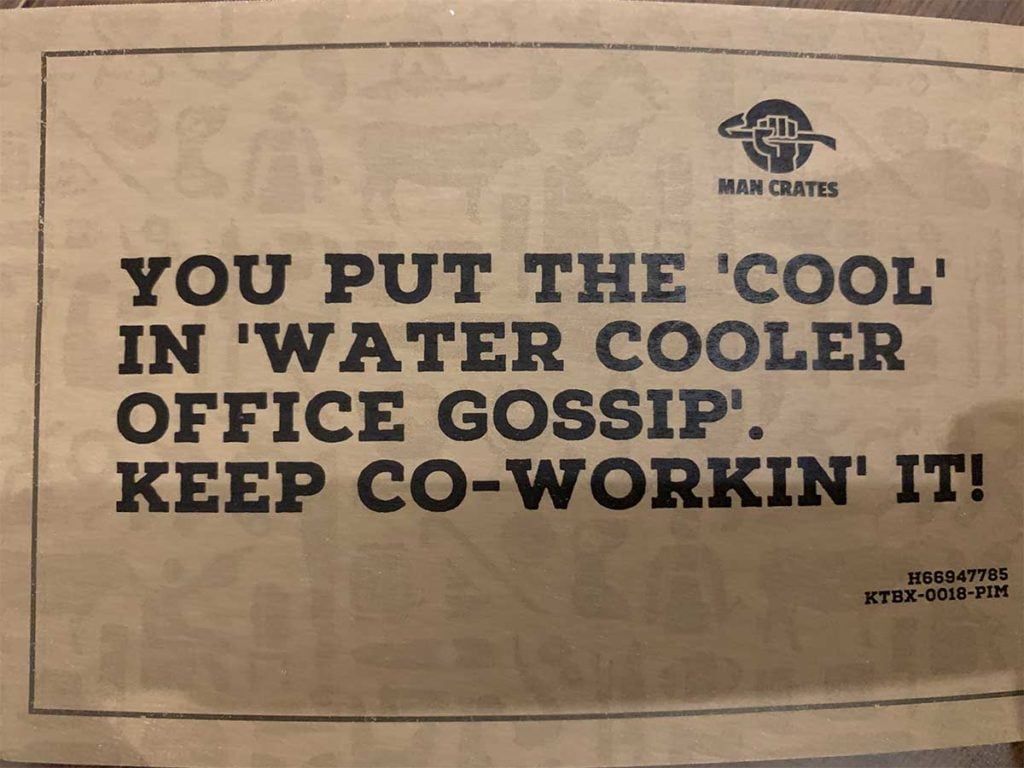 MAN CRATES
YOU PUT THE 'COOL'
IN 'WATER COOLER
OFFICE GOSSIP'.
KEEP CO-WORKIN' IT!
H66947785
KTBX-0018-PIM